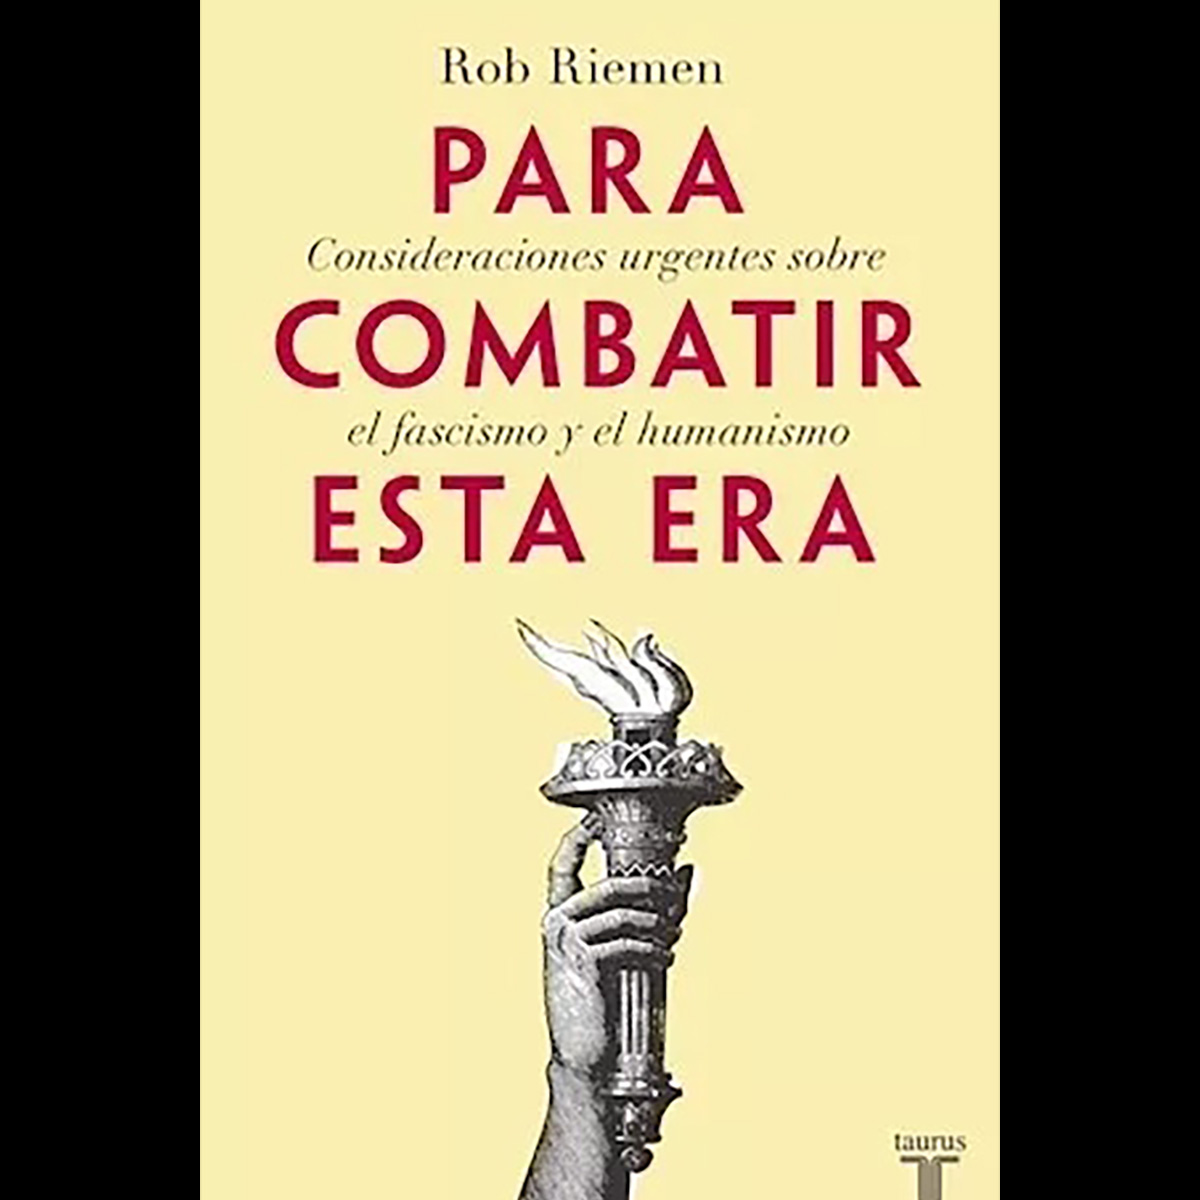 Rob Riemen
PARA
Consideraciones urgentes sobre
COMBATIR
el fascismo y el humanismo
ESTA ERA
taurus